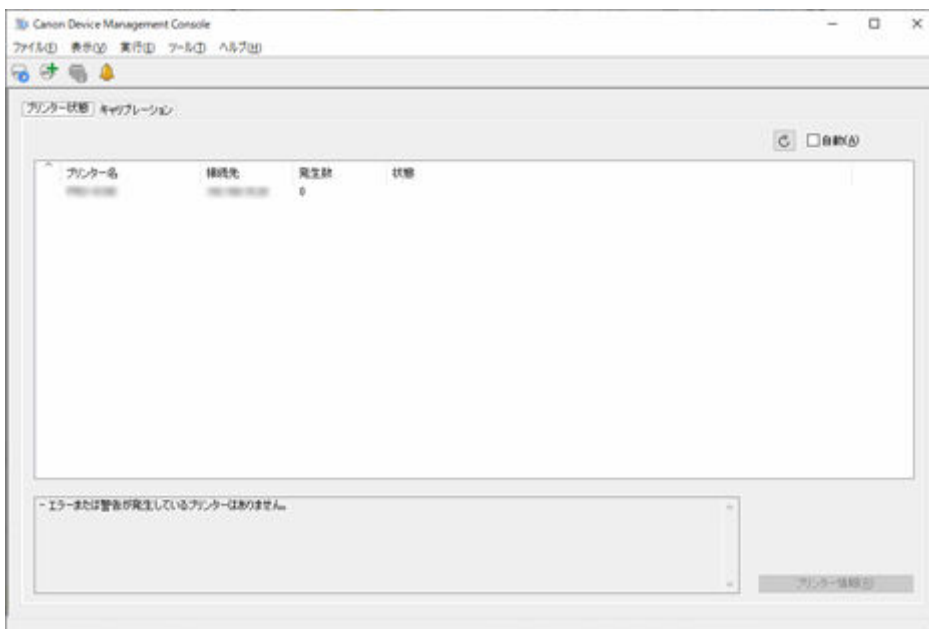 Canon Device Management Console
ファイル(F) 表示(V) 実行(E) ツール(T) ヘルプ(H)
プリンター状態 キャリブレーション
自動(A)
プリンター名 接続先 発生数 状態
0
- エラーまたは警告が発生しているプリンターはありません。
プリンター情報(R)